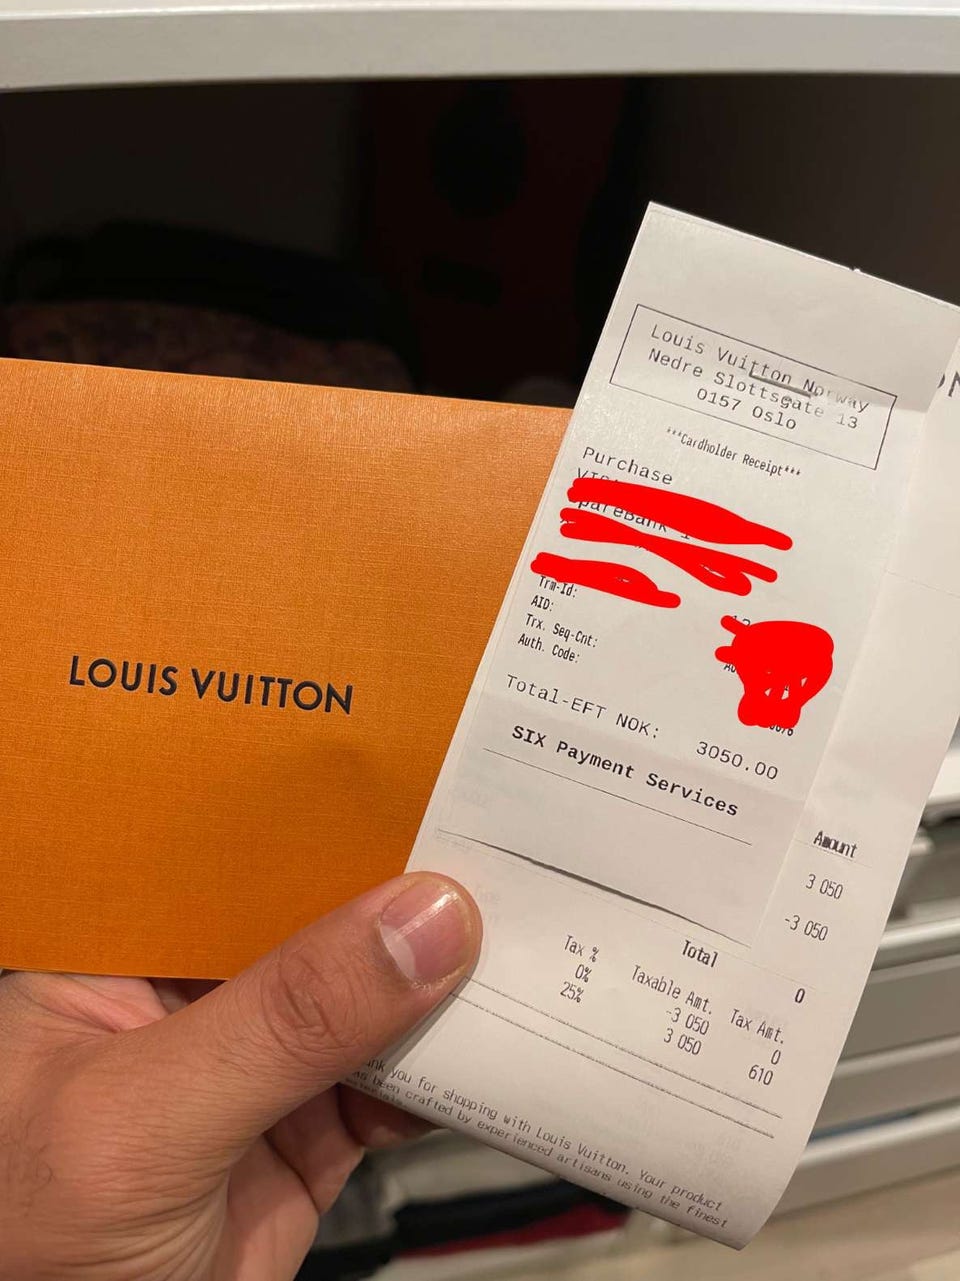 LOUIS VUITTON
Louis Vuitton Norway
Nedre Slottsgate 13
0157 Oslo
***Cardholder Receipt***
Purchase
Trm-Id:
AID:
Trx. Seq-Cnt:
Auth. Code:
Total-EFT NOK: 3050.00
SIX Payment Services
Amount
3 050
-3 050
Total 0
Tax % Taxable Amt. Tax Amt.
0% -3 050 0
25% 3 050 610
you for shopping with Louis Vuitton. Your product
been crafted by experienced artisans using the finest